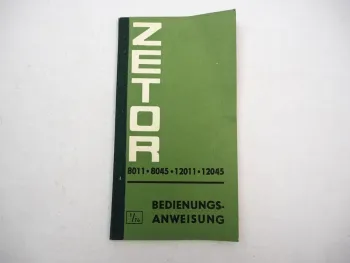 ZETOR
8011 • 8045 • 12011 • 12045
BEDIENUNGS-
ANWEISUNG